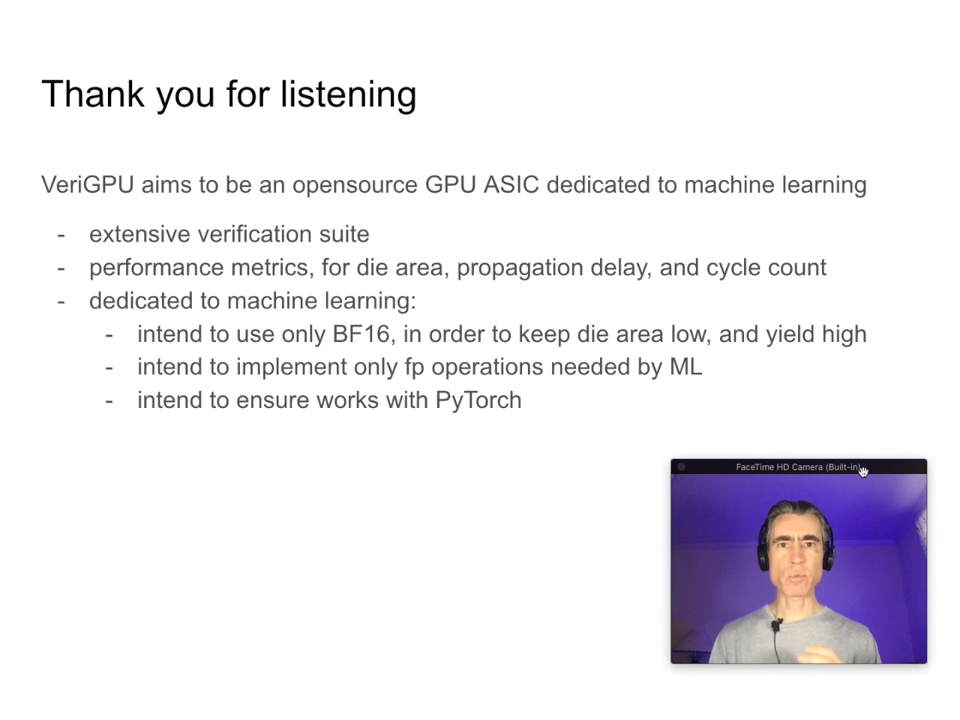 Thank you for listening
VeriGPU aims to be an opensource GPU ASIC dedicated to machine learning
- extensive verification suite
- performance metrics, for die area, propagation delay, and cycle count
- dedicated to machine learning:
- intend to use only BF16, in order to keep die area low, and yield high
- intend to implement only fp operations needed by ML
- intend to ensure works with PyTorch
FaceTime HD Camera (Built-in)